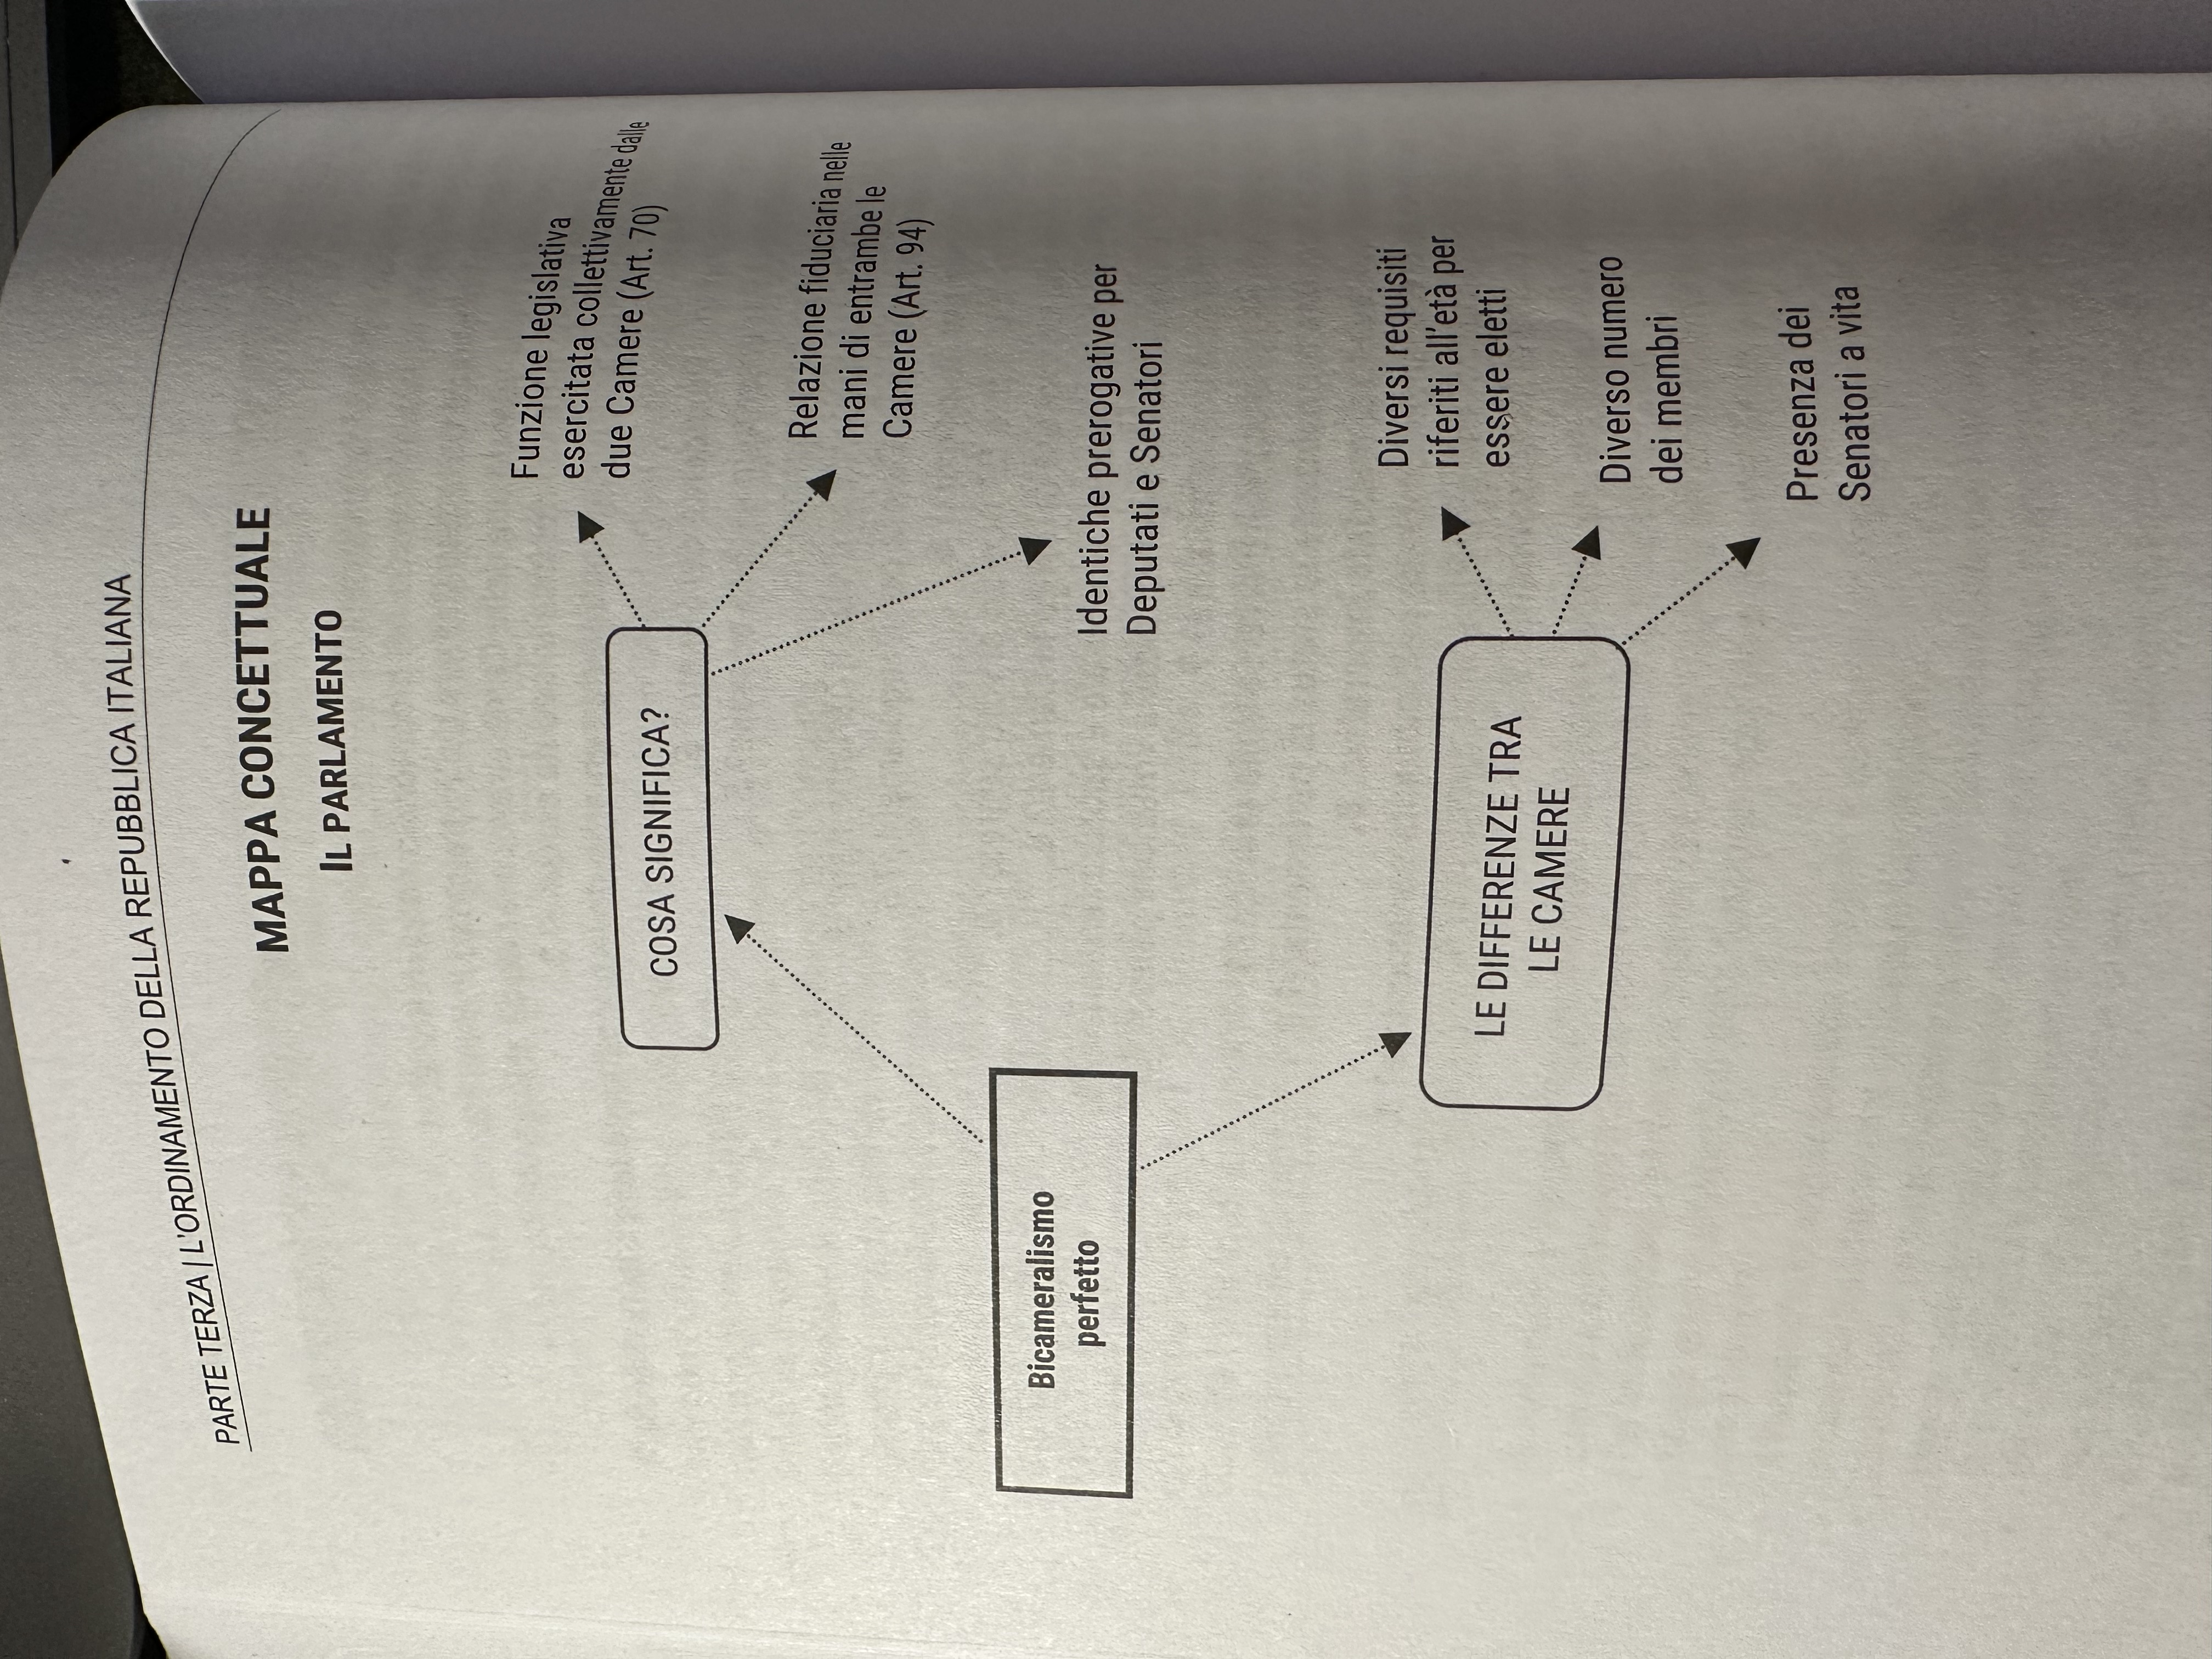 PARTE TERZA | L'ORDINAMENTO DELLA REPUBBLICA ITALIANA
MAPPA CONCETTUALE
IL PARLAMENTO
COSA SIGNIFICA?
Funzione legislativa
esercitata collettivamente dalle
due Camere (Art. 70)
Relazione fiduciaria nelle
mani di entrambe le
Camere (Art. 94)
Identiche prerogative per
Deputati e Senatori
Bicameralismo
perfetto
LE DIFFERENZE TRA
LE CAMERE
Diversi requisiti
riferiti all'età per
essere eletti
Diverso numero
dei membri
Presenza dei
Senatori a vita